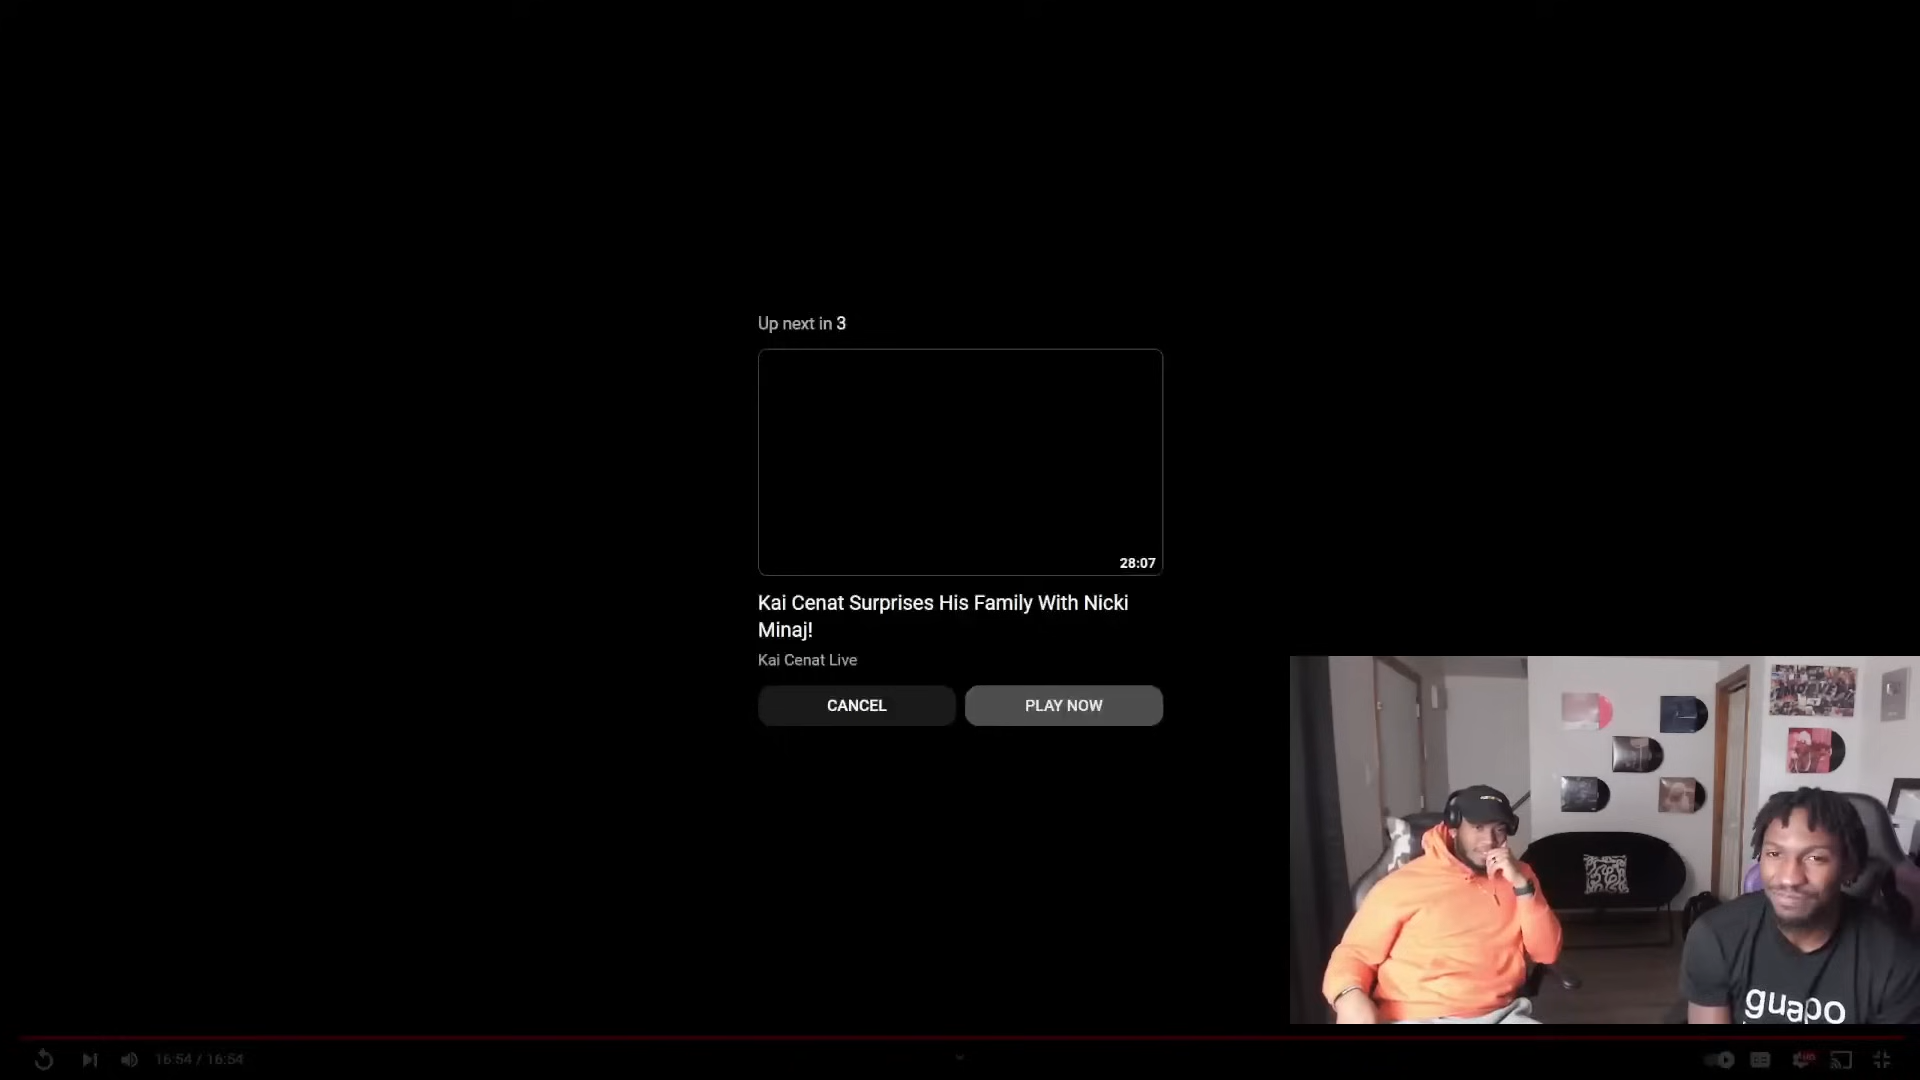 Up next in 3
28:07
Kai Cenat Surprises His Family With Nicki
Minaj!
Kai Cenat Live
CANCEL
PLAY NOW
guapo
16:54 / 16:54
HD